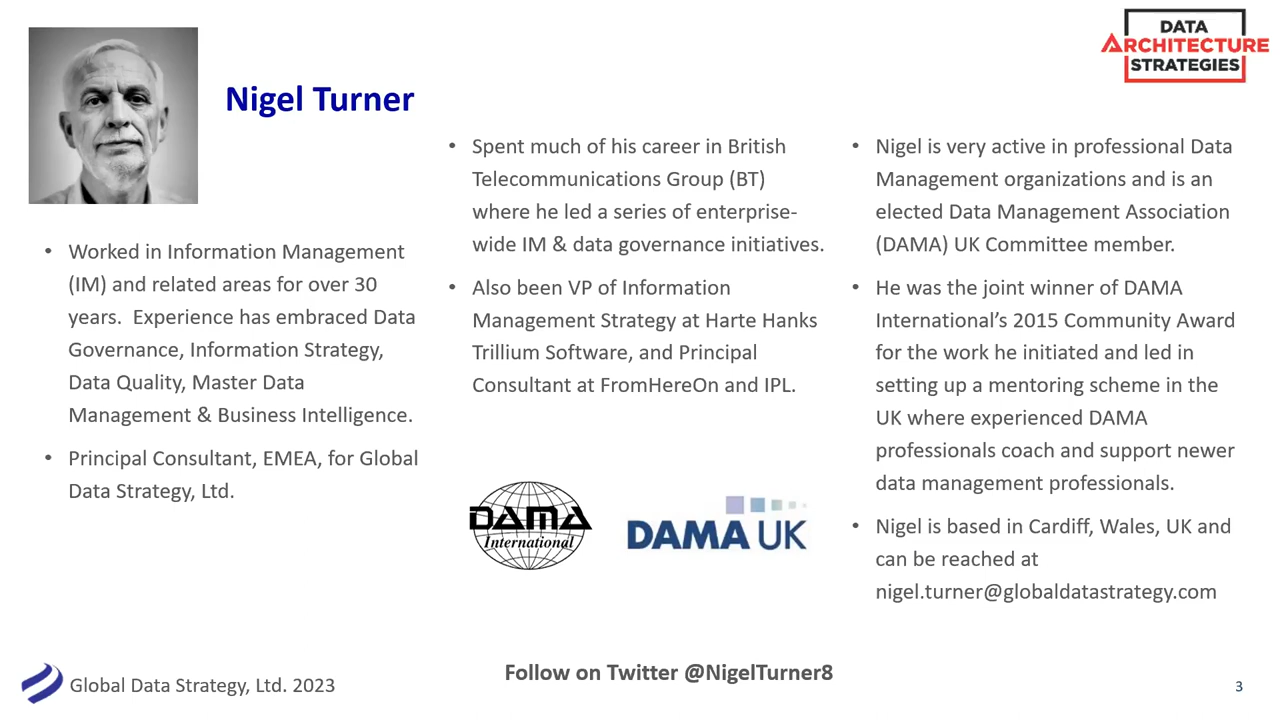 DATA
ARCHITECTURE
STRATEGIES
Nigel Turner
• Worked in Information Management
(IM) and related areas for over 30
years.  Experience has embraced Data
Governance, Information Strategy,
Data Quality, Master Data
Management & Business Intelligence.
• Principal Consultant, EMEA, for Global
Data Strategy, Ltd.
• Spent much of his career in British
Telecommunications Group (BT)
where he led a series of enterprise-
wide IM & data governance initiatives.
• Also been VP of Information
Management Strategy at Harte Hanks
Trillium Software, and Principal
Consultant at FromHereOn and IPL.
DAMA
International
DAMA UK
• Nigel is very active in professional Data
Management organizations and is an
elected Data Management Association
(DAMA) UK Committee member.
• He was the joint winner of DAMA
International’s 2015 Community Award
for the work he initiated and led in
setting up a mentoring scheme in the
UK where experienced DAMA
professionals coach and support newer
data management professionals.
• Nigel is based in Cardiff, Wales, UK and
can be reached at
nigel.turner@globaldatastrategy.com
Follow on Twitter @NigelTurner8
Global Data Strategy, Ltd. 2023
3